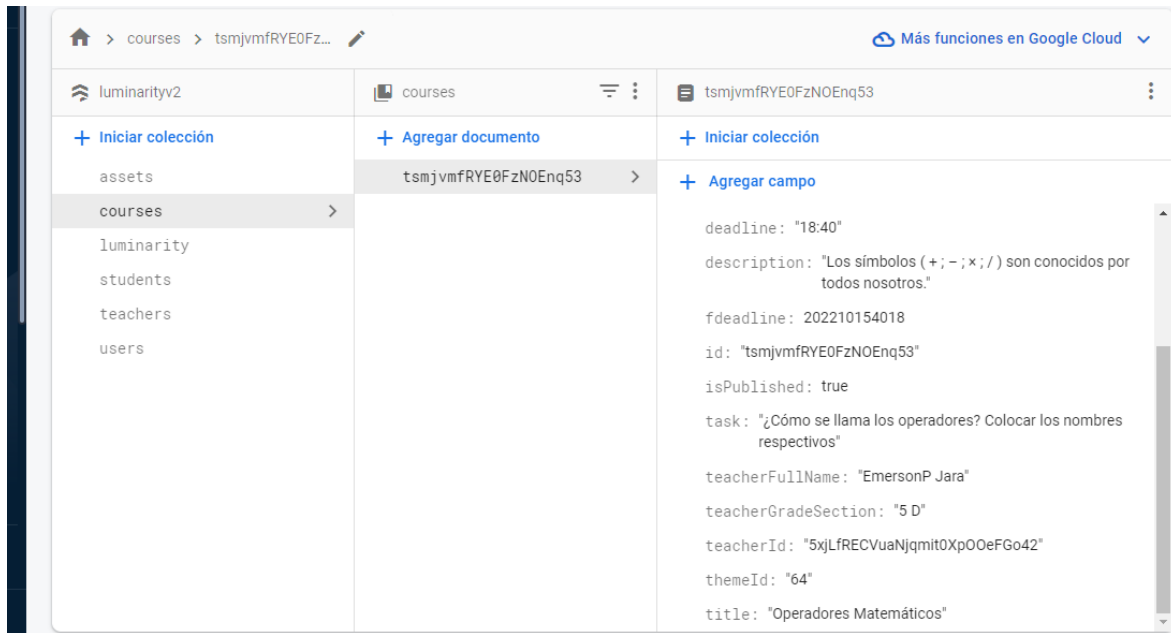 courses > tsmjvmfRYE0Fz...
Más funciones en Google Cloud
luminarityv2
courses
tsmjvmfRYE0FzNOEnq53
+ Iniciar colección
+ Agregar documento
+ Iniciar colección
assets
courses
luminarity
students
teachers
users
tsmjvmfRYE0FzNOEnq53
+ Agregar campo
deadline: "18:40"
description: "Los símbolos ( + ; − ; × ; / ) son conocidos por
todos nosotros."
fdeadline: 202210154018
id: "tsmjvmfRYE0FzNOEnq53"
isPublished: true
task: "¿Cómo se llama los operadores? Colocar los nombres
respectivos"
teacherFullName: "EmersonP Jara"
teacherGradeSection: "5 D"
teacherId: "5xjLfRECVuaNjqmit0XpOOeFGo42"
themeId: "64"
title: "Operadores Matemáticos"